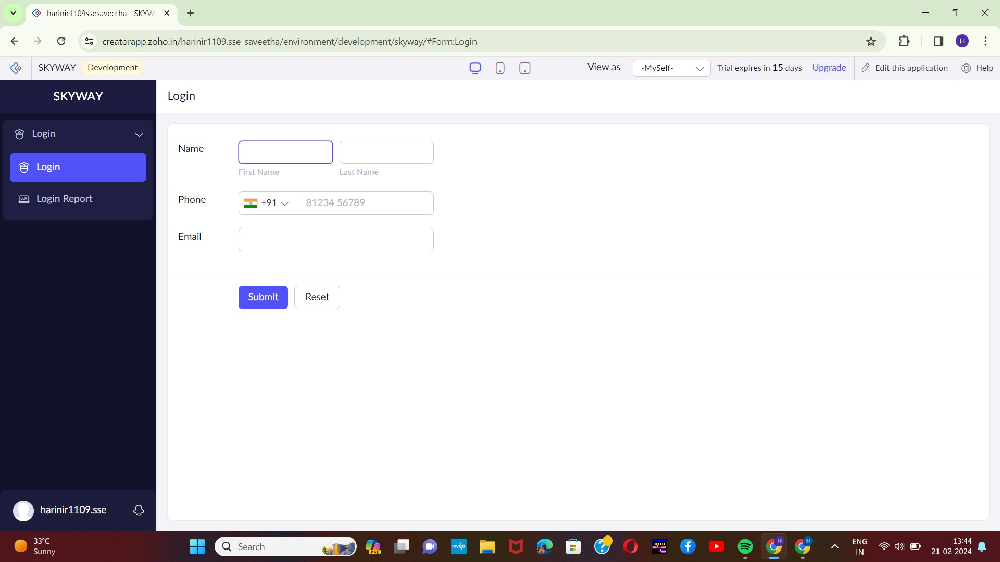 harinir1109ssesaveetha - SKYW
creatorapp.zoho.in/harinir1109.sse_saveetha/environment/development/skyway/#Form:Login
H
SKYWAY
Development
View as
-MySelf-
Trial expires in 15 days
Upgrade
Edit this application
Help
SKYWAY
Login
Login
Login
Login Report
Name
First Name
Last Name
Phone
+91
81234 56789
Email
Submit
Reset
harinir1109.sse
33°C
Sunny
Search
PRE
myhp
DATA
H
H
ENG
IN
13:44
21-02-2024